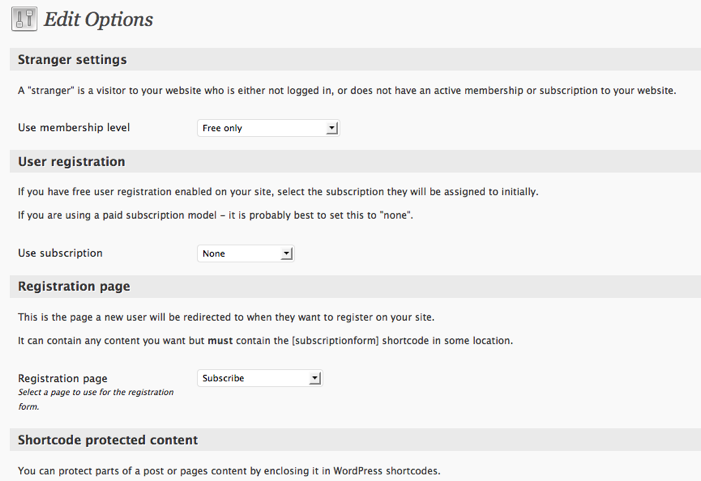 Edit Options
Stranger settings
A "stranger" is a visitor to your website who is either not logged in, or does not have an active membership or subscription to your website.
Use membership level
Free only
User registration
If you have free user registration enabled on your site, select the subscription they will be assigned to initially.
If you are using a paid subscription model – it is probably best to set this to "none".
Use subscription
None
Registration page
This is the page a new user will be redirected to when they want to register on your site.
It can contain any content you want but must contain the [subscriptionform] shortcode in some location.
Registration page
Subscribe
Select a page to use for the registration
form.
Shortcode protected content
You can protect parts of a post or pages content by enclosing it in WordPress shortcodes.